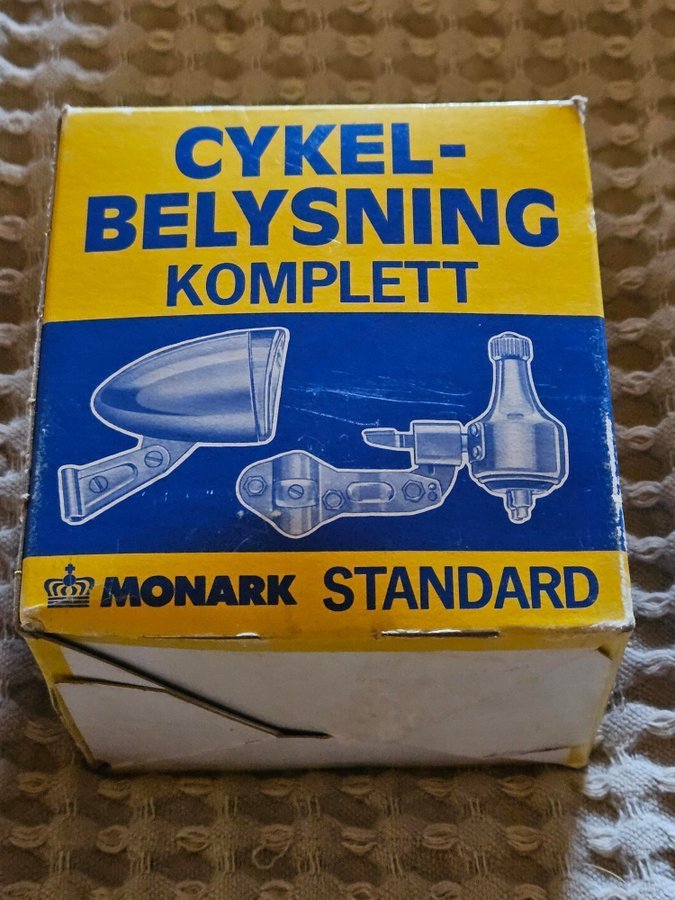 CYKEL-
BELYSNING
KOMPLETT
MONARK STANDARD